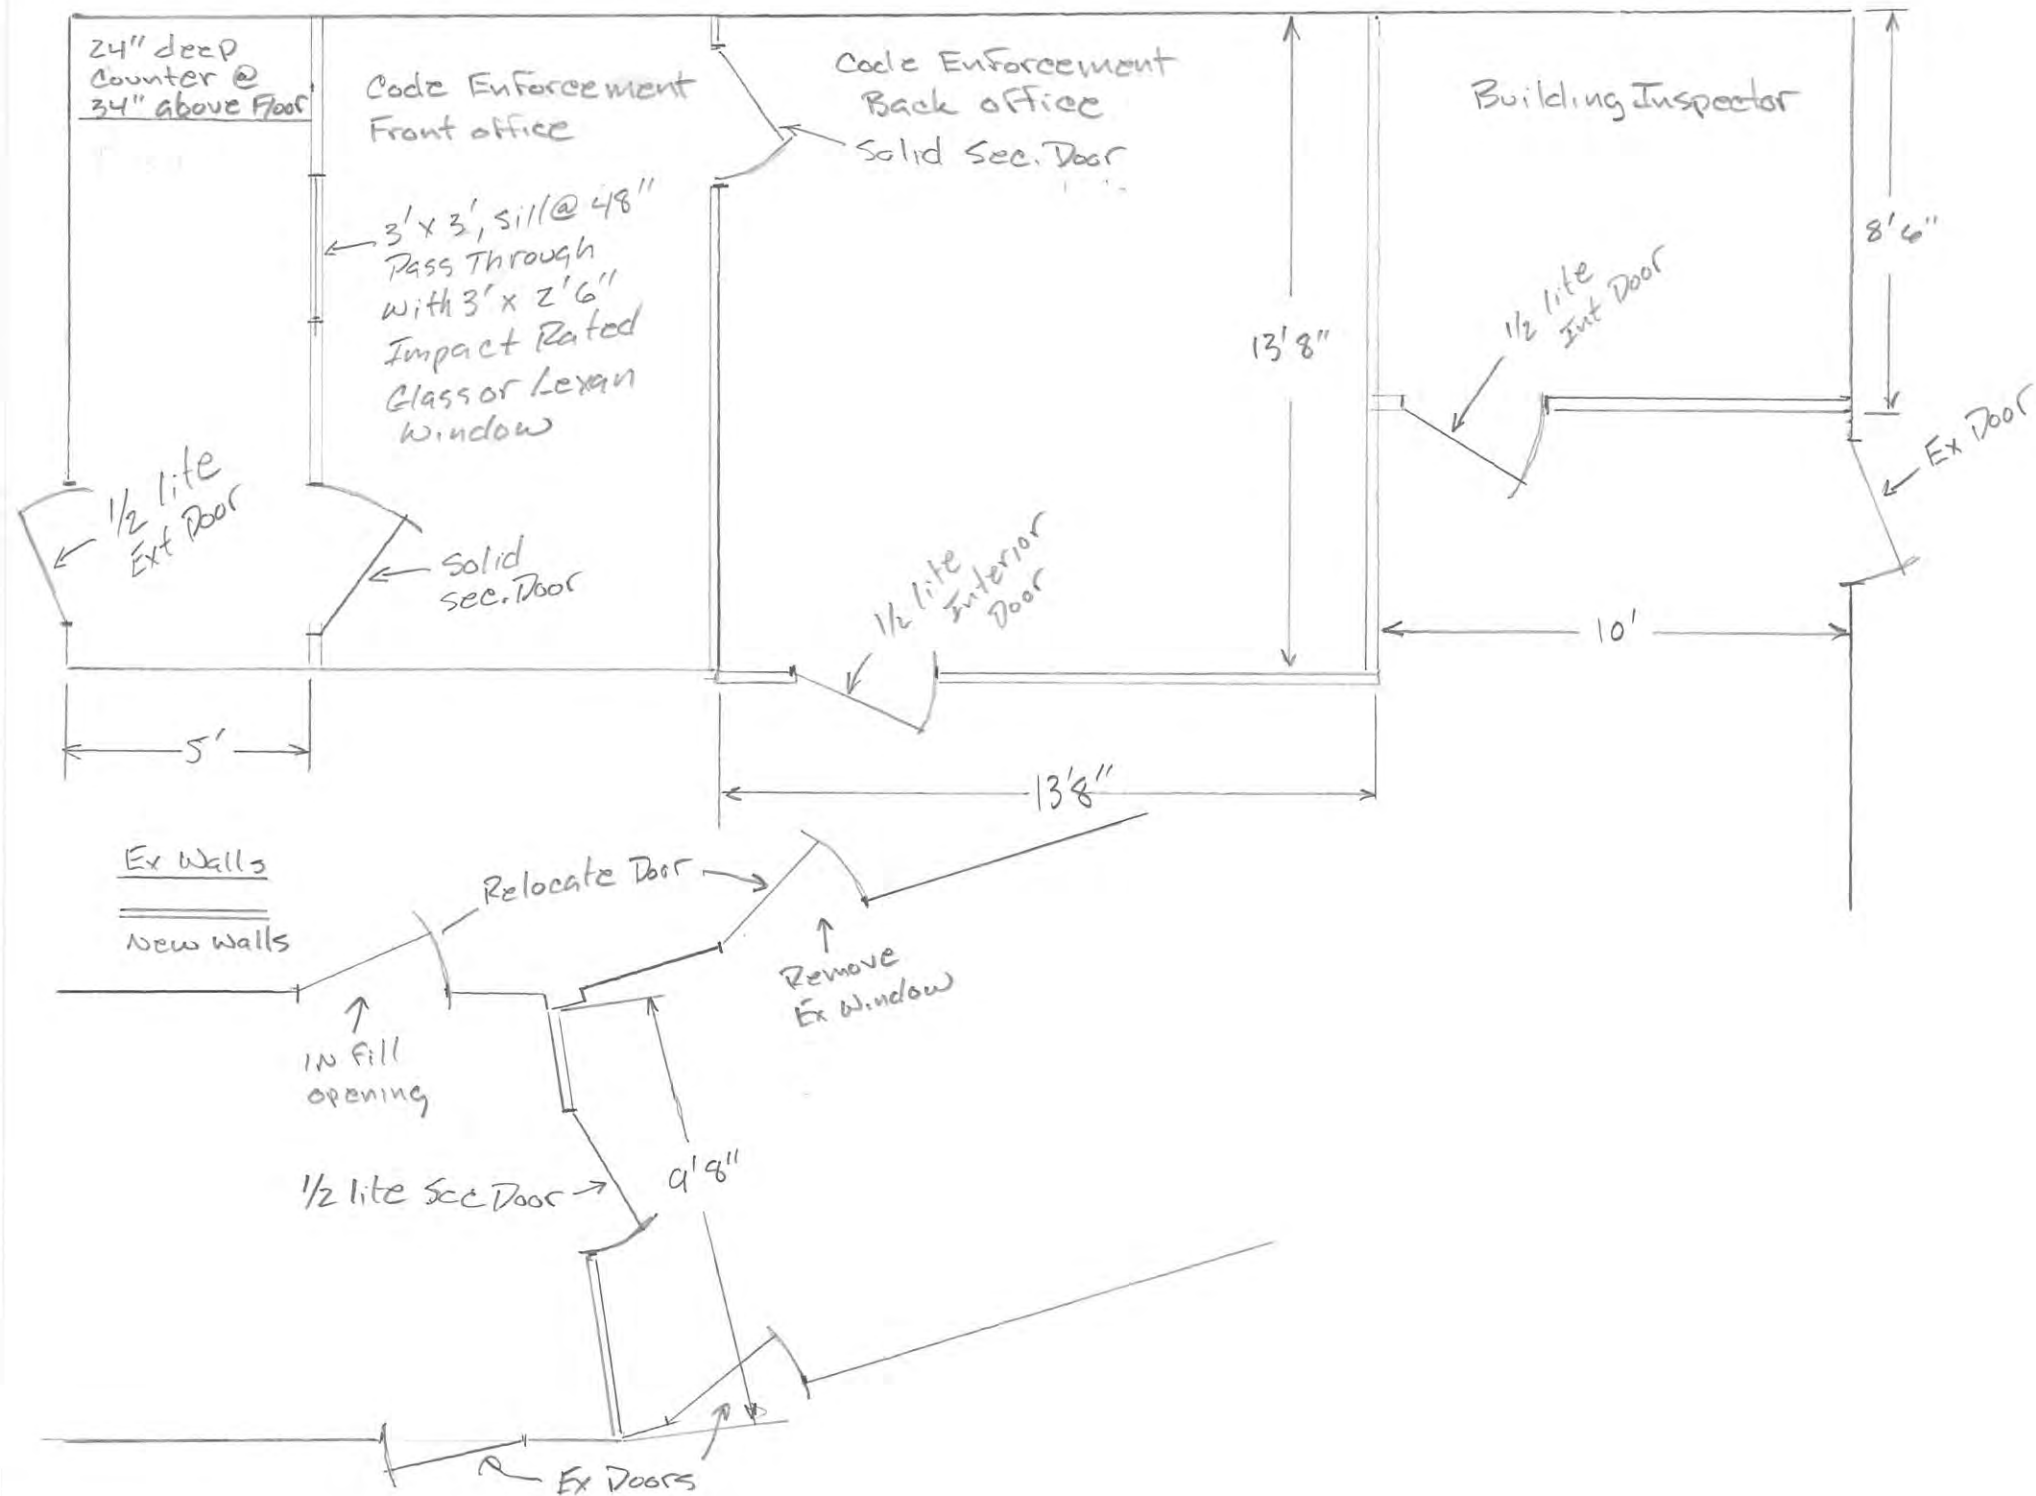 24" deep
Counter @
34" above Floor
Code Enforcement
Front office
3' x 3', sill @ 48"
Pass Through
with 3' x 2'6"
Impact Rated
Glass or Lexan
Window
1/2 lite
Ext Door
Solid
sec. Door
Code Enforcement
Back office
Solid Sec. Door
13'8"
1/2 lite
Interior
Door
Building Inspector
8'6"
1/2 lite
Int Door
Ex Door
10'
5'
13'8"
Ex Walls
New Walls
Relocate Door
Remove
Ex Window
IN Fill
opening
1/2 lite Sec Door
9'8"
Ex Doors